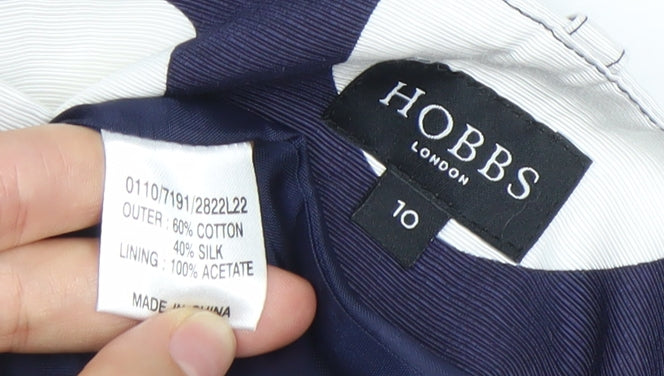 HOBBS
LONDON
10
0110/7191/2822L22
OUTER : 60% COTTON
40% SILK
LINING : 100% ACETATE
MADE IN CHINA